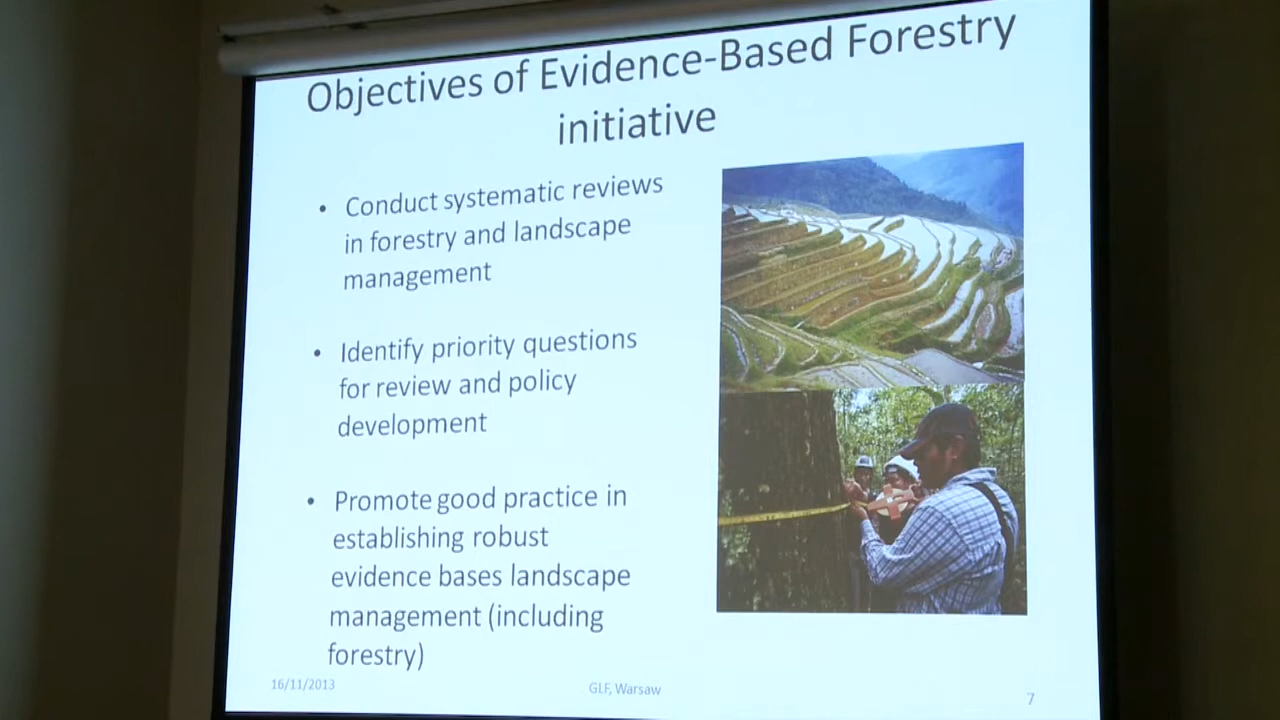 Objectives of Evidence-Based Forestry
initiative
• Conduct systematic reviews
in forestry and landscape
management
• Identify priority questions
for review and policy
development
• Promote good practice in
establishing robust
evidence bases landscape
management (including
forestry)
16/11/2013
GLF, Warsaw
7